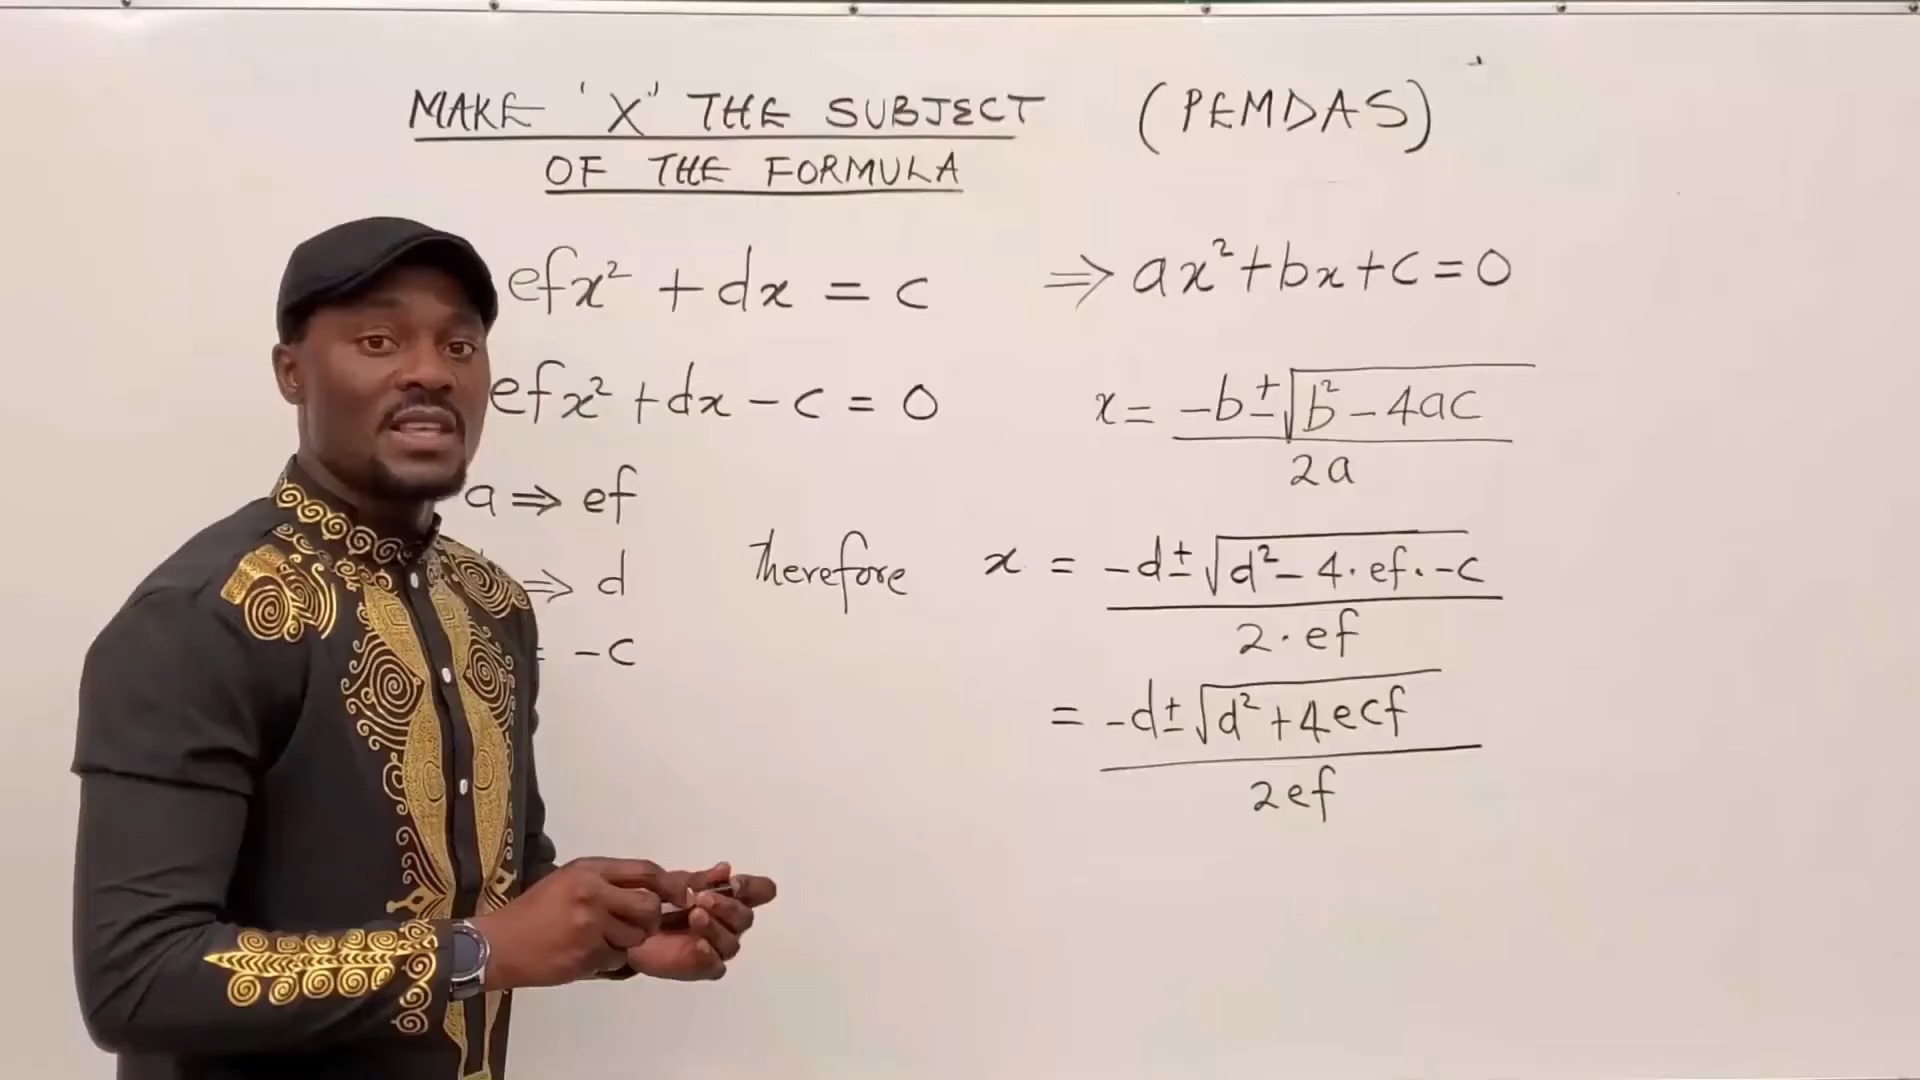 MAKE 'X' THE SUBJECT (PEMDAS)
OF THE FORMULA
efx² + dx = c
efx² + dx - c = 0
a ⇒ ef
⇒ d
= -c
⇒ ax² + bx + c = 0
x = -b ± √b² - 4ac
2a
therefore x = -d ± √d² - 4 · ef · -c
2 · ef
= -d ± √d² + 4ecf
2ef